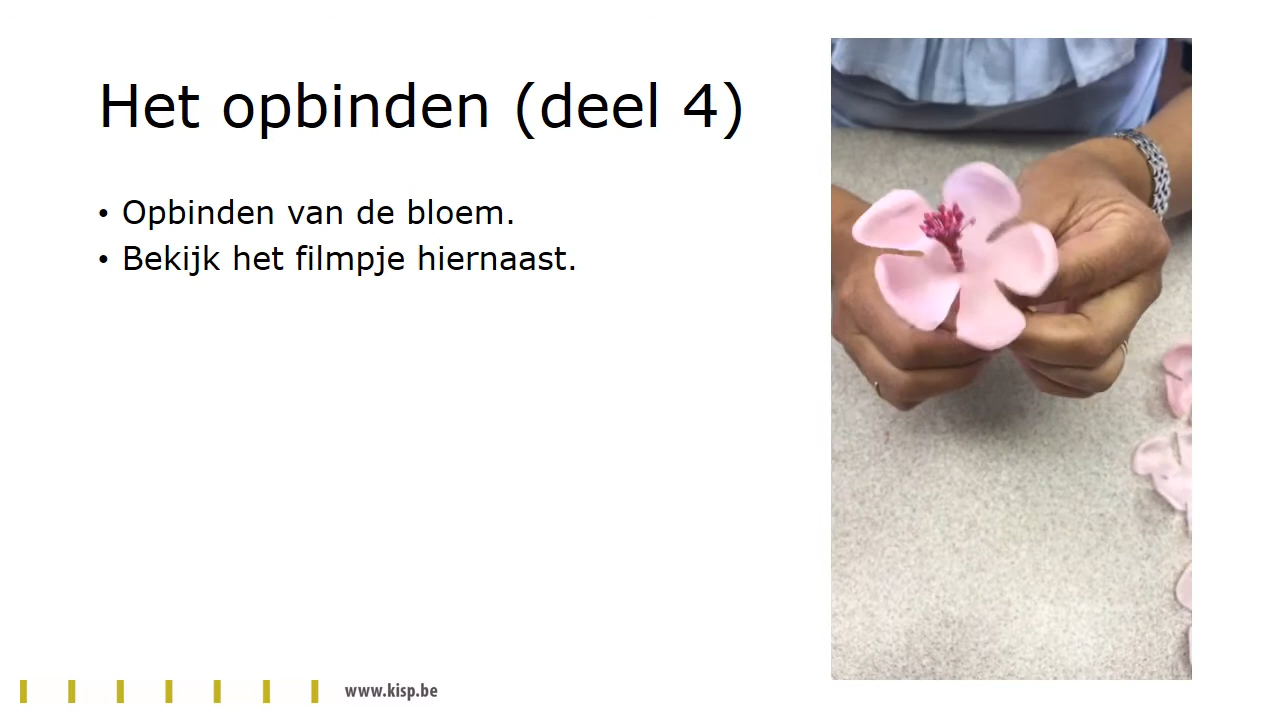 Het opbinden (deel 4)
• Opbinden van de bloem.
• Bekijk het filmpje hiernaast.
www.kisp.be